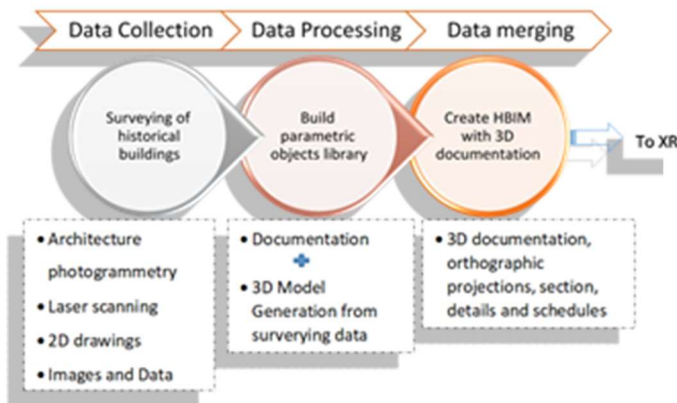 Data Collection
Data Processing
Data merging
Surveying of
historical
buildings
Build
parametric
objects library
Create HBIM
with 3D
documentation
To XR
• Architecture
photogrammetry
• Laser scanning
• 2D drawings
• Images and Data
• Documentation
+
• 3D Model
Generation from
surverying data
• 3D documentation,
orthographic
projections, section,
details and schedules